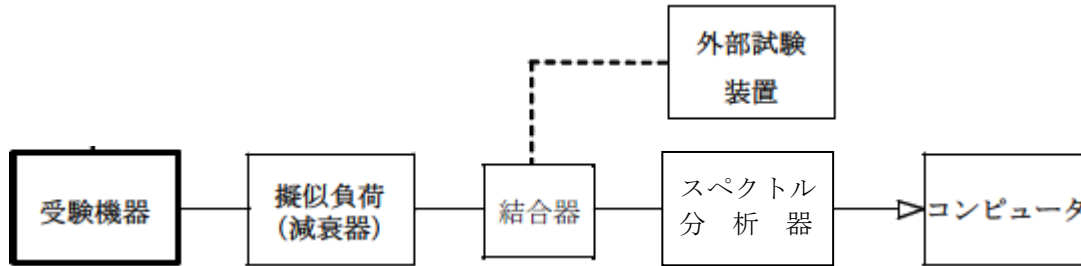 外部試験
装置
受験機器
擬似負荷
(減衰器)
結合器
スペクトル
分析器
コンピュータ